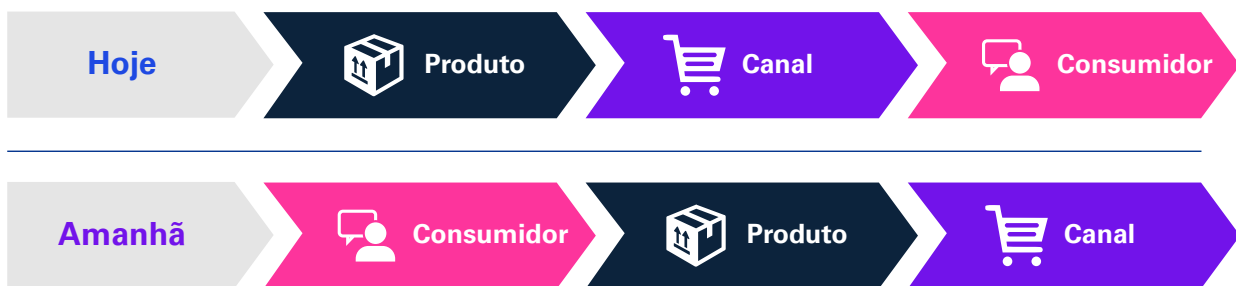 Hoje
Produto
Canal
Consumidor
Amanhã
Consumidor
Produto
Canal